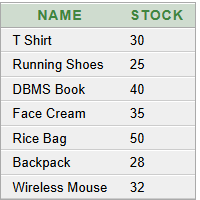 NAME STOCK
T Shirt 30
Running Shoes 25
DBMS Book 40
Face Cream 35
Rice Bag 50
Backpack 28
Wireless Mouse 32